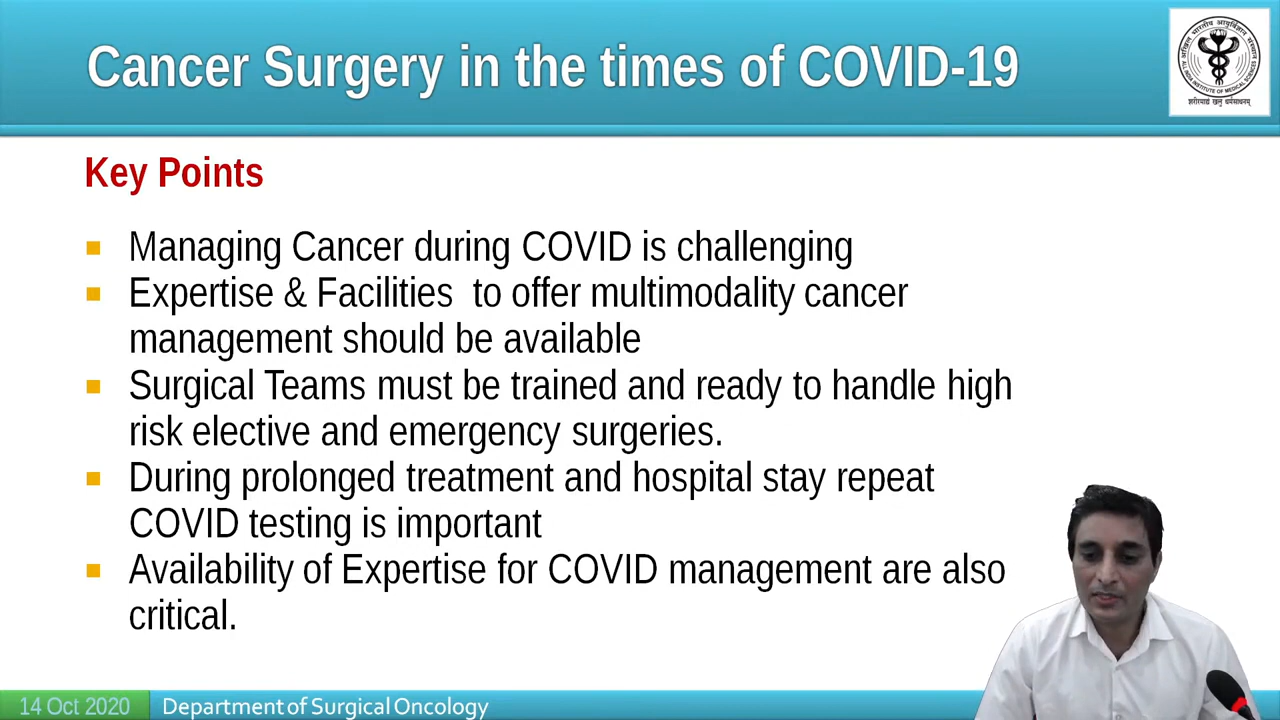 Cancer Surgery in the times of COVID-19
Key Points
Managing Cancer during COVID is challenging
Expertise & Facilities to offer multimodality cancer
management should be available
Surgical Teams must be trained and ready to handle high
risk elective and emergency surgeries.
During prolonged treatment and hospital stay repeat
COVID testing is important
Availability of Expertise for COVID management are also
critical.
14 Oct 2020
Department of Surgical Oncology